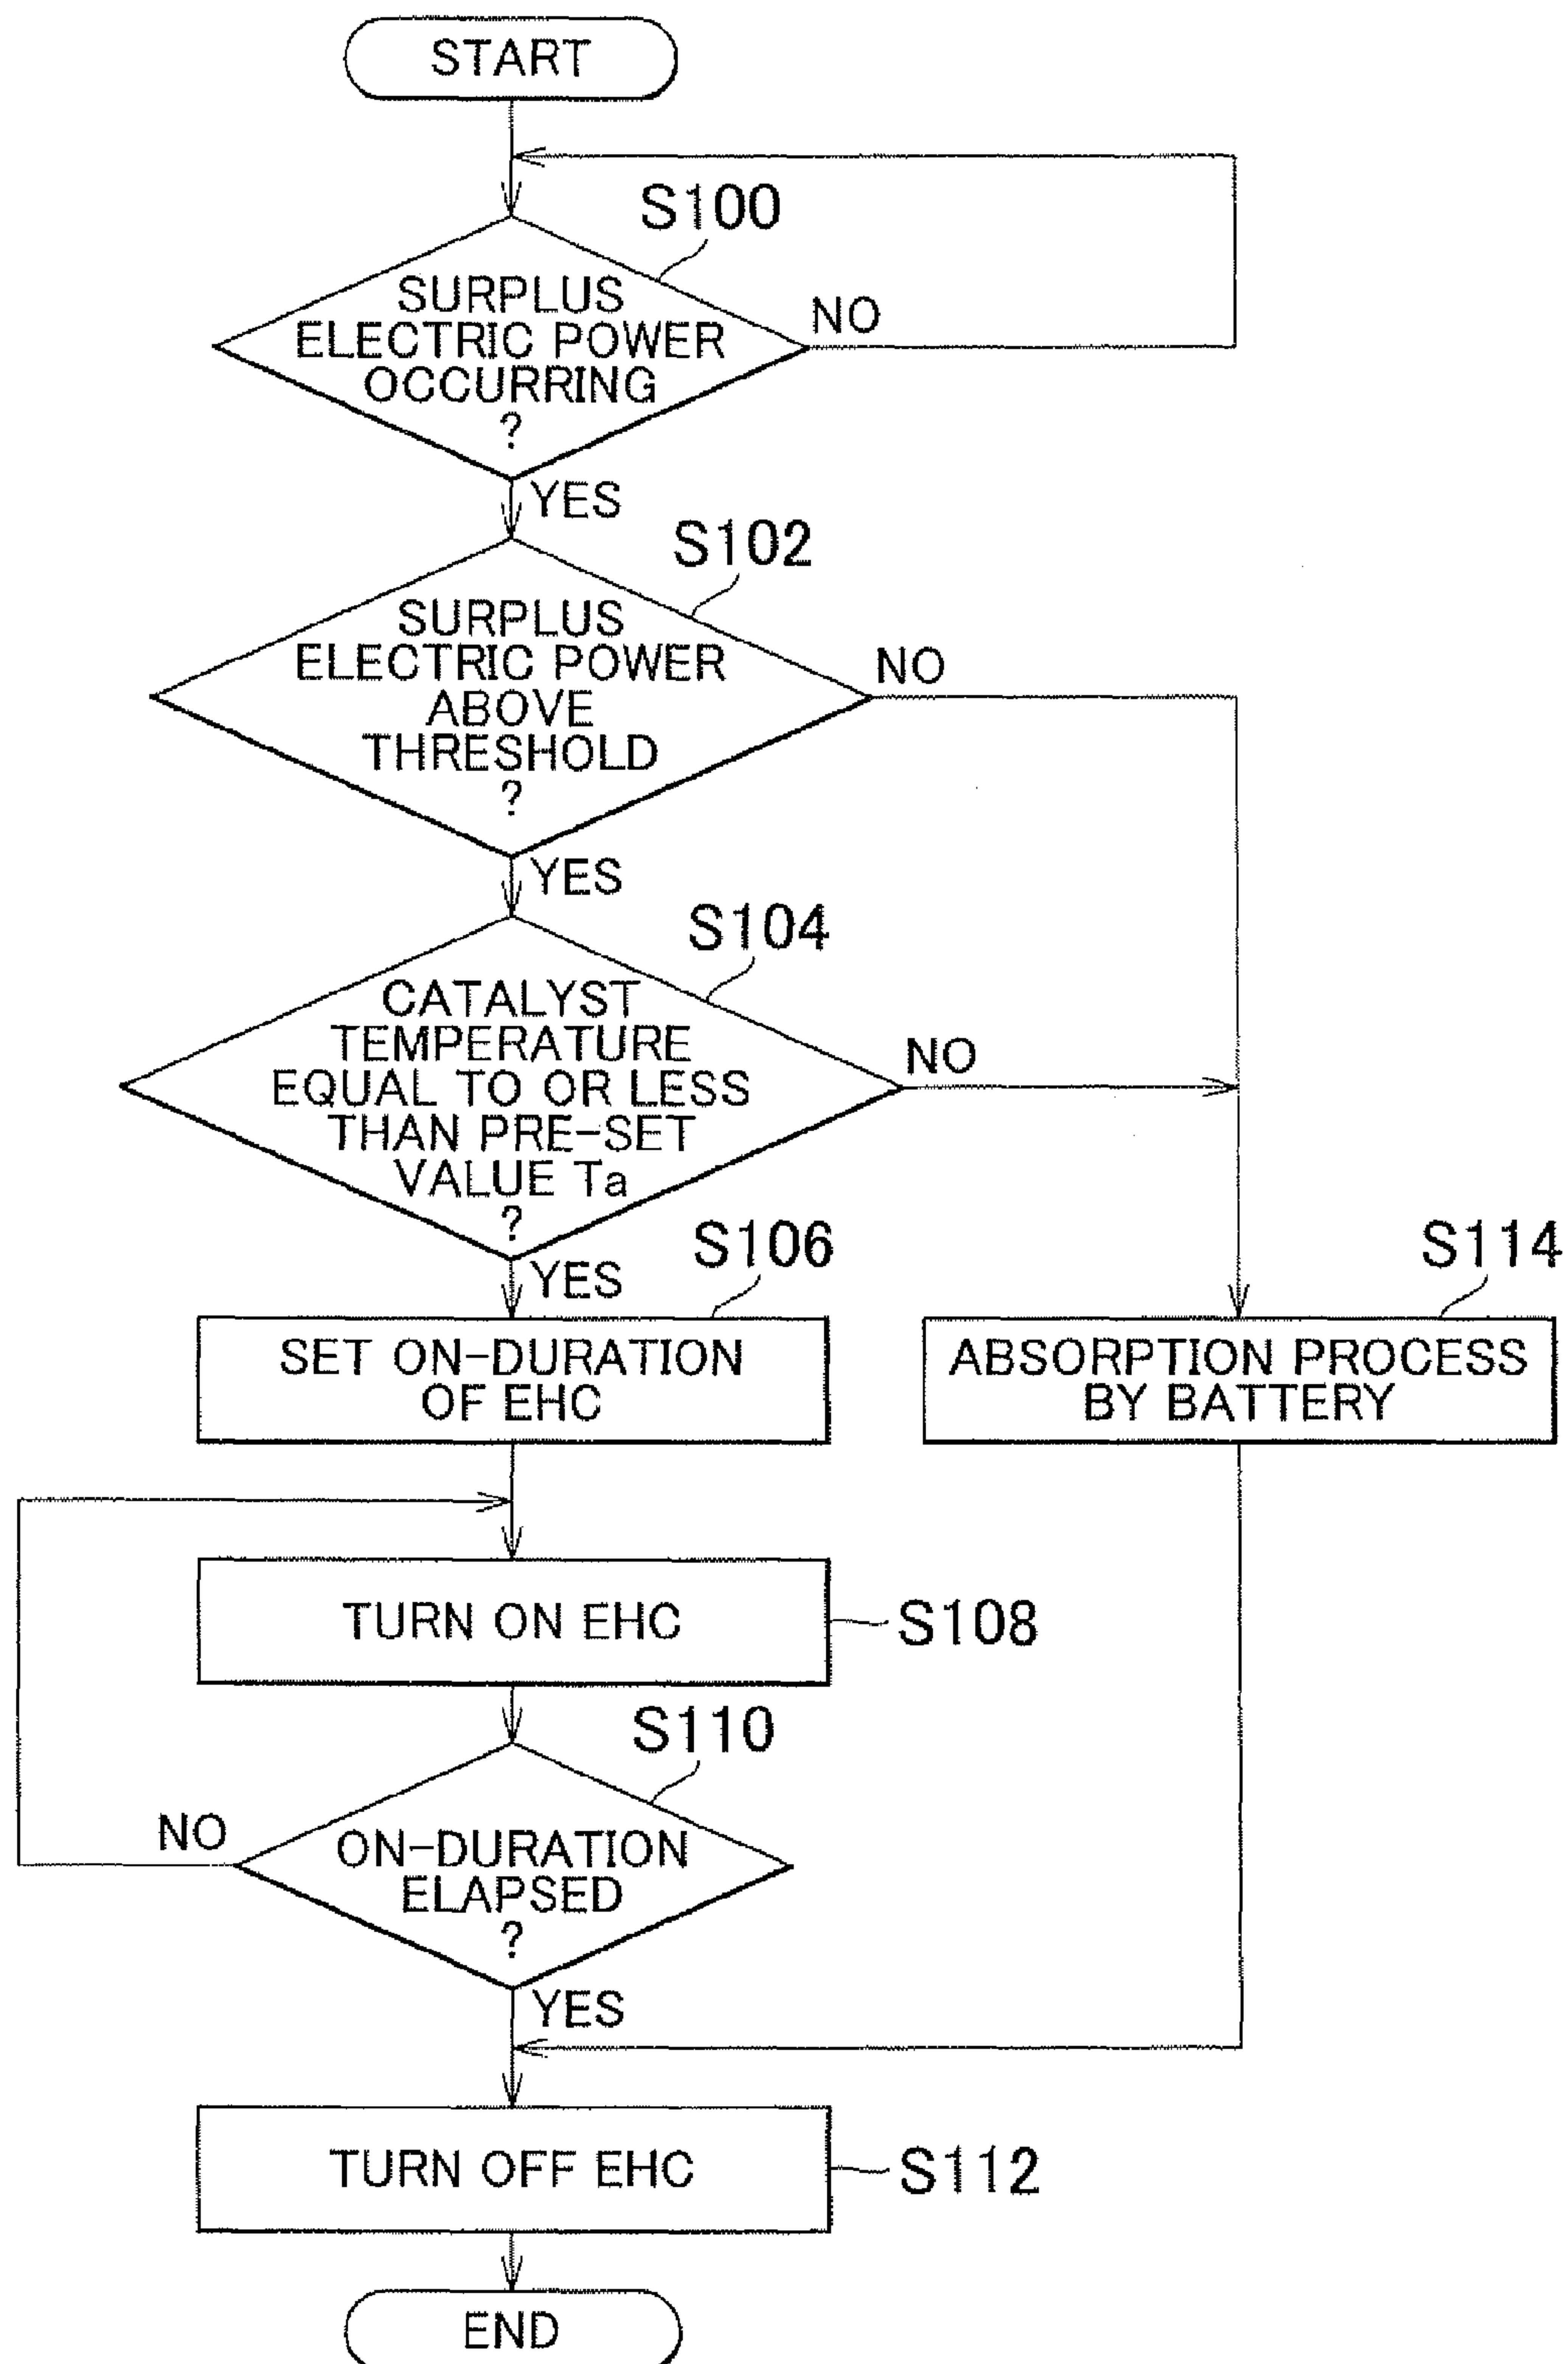 START
S100
SURPLUS
ELECTRIC POWER
OCCURRING
?
NO
YES
S102
SURPLUS
ELECTRIC POWER
ABOVE
THRESHOLD
?
NO
YES
S104
CATALYST
TEMPERATURE
EQUAL TO OR LESS
THAN PRE-SET
VALUE Ta
?
NO
YES
S106
SET ON-DURATION
OF EHC
S114
ABSORPTION PROCESS
BY BATTERY
TURN ON EHC
S108
S110
ON-DURATION
ELAPSED
?
NO
YES
TURN OFF EHC
S112
END